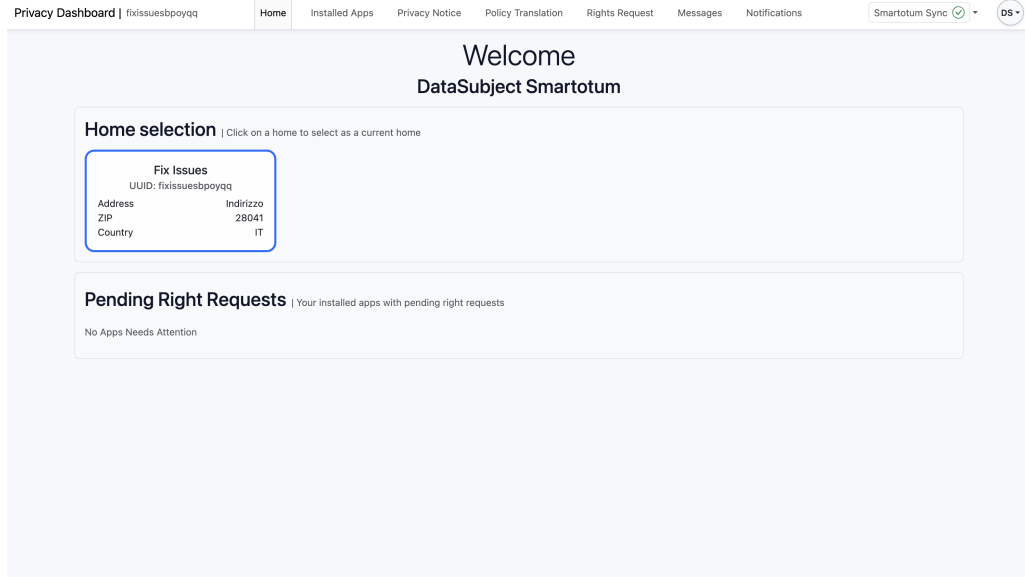 Privacy Dashboard | fixissuesbpoyqq Home Installed Apps Privacy Notice Policy Translation Rights Request Messages Notifications Smartotum Sync DS
Welcome
DataSubject Smartotum
Home selection | Click on a home to select as a current home
Fix Issues
UUID: fixissuesbpoyqq
Address Indirizzo
ZIP 28041
Country IT
Pending Right Requests | Your installed apps with pending right requests
No Apps Needs Attention